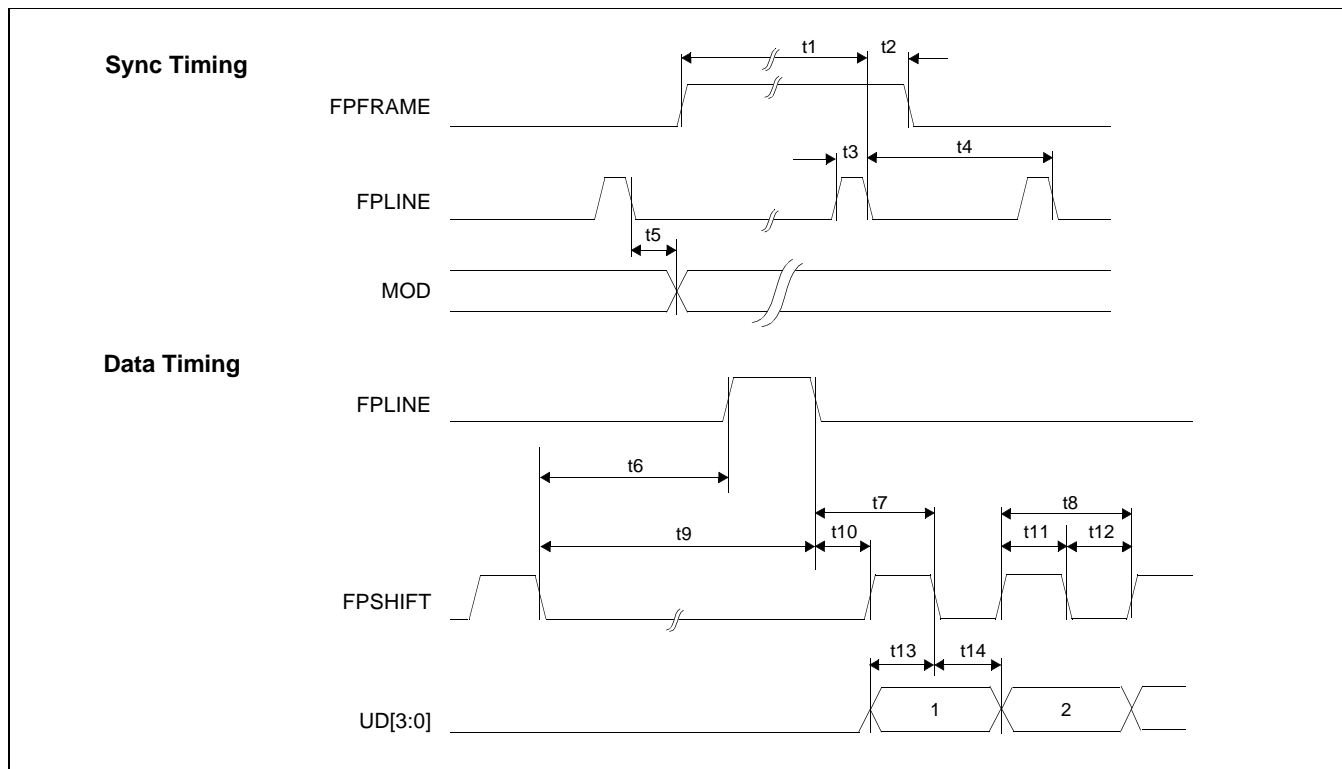 Sync Timing
t1
t2
FPFRAME
t3
t4
FPLINE
t5
MOD
Data Timing
FPLINE
t6
t7
t8
t9
t10
t11
t12
FPSHIFT
t13
t14
UD[3:0]
1
2